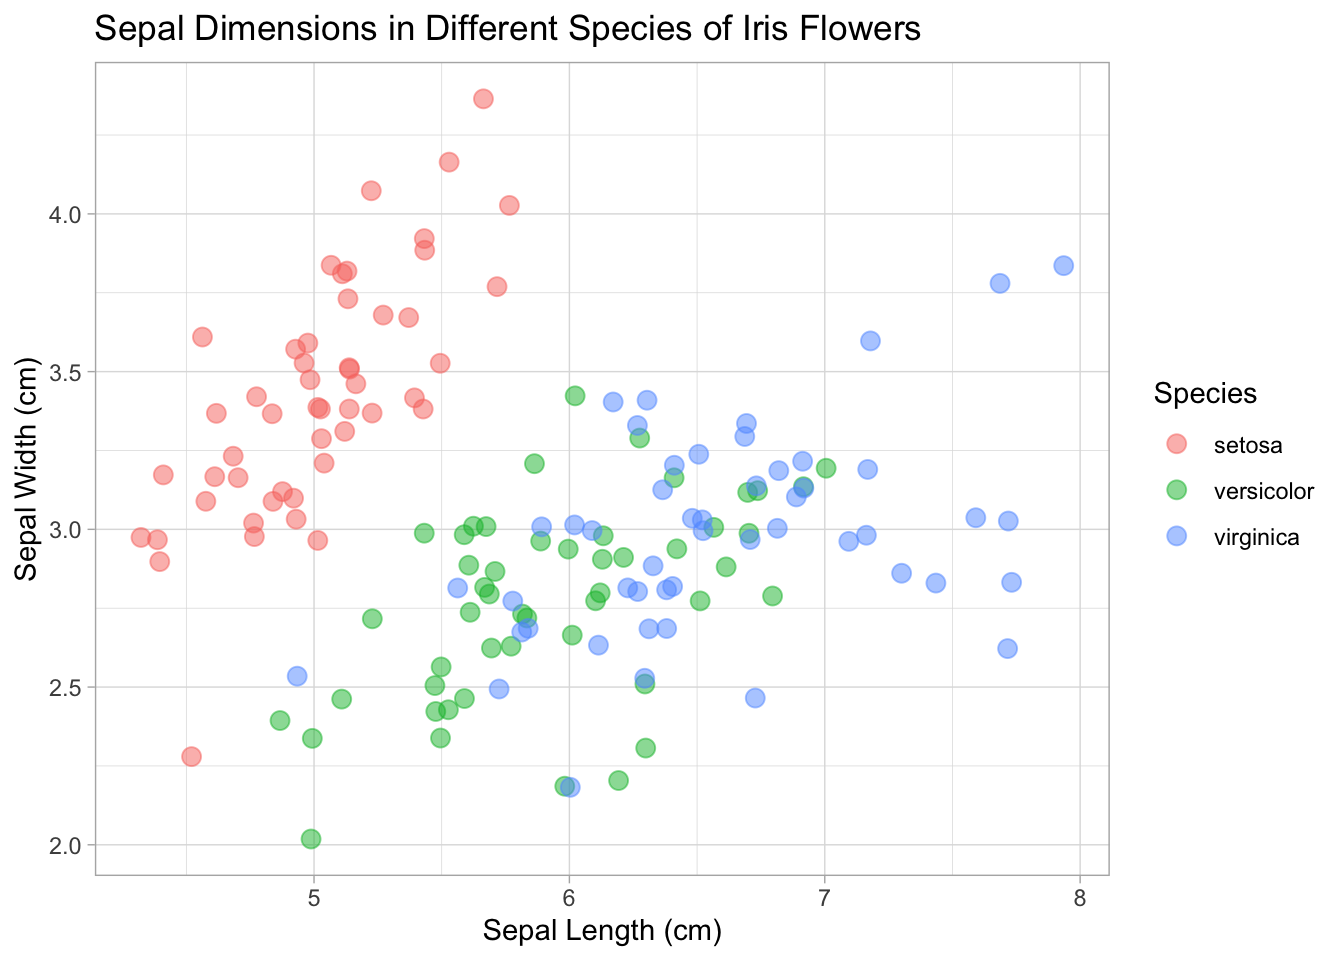 Sepal Dimensions in Different Species of Iris Flowers
4.0
3.5
3.0
2.5
2.0
Sepal Width (cm)
5 6 7 8
Sepal Length (cm)
Species
setosa
versicolor
virginica